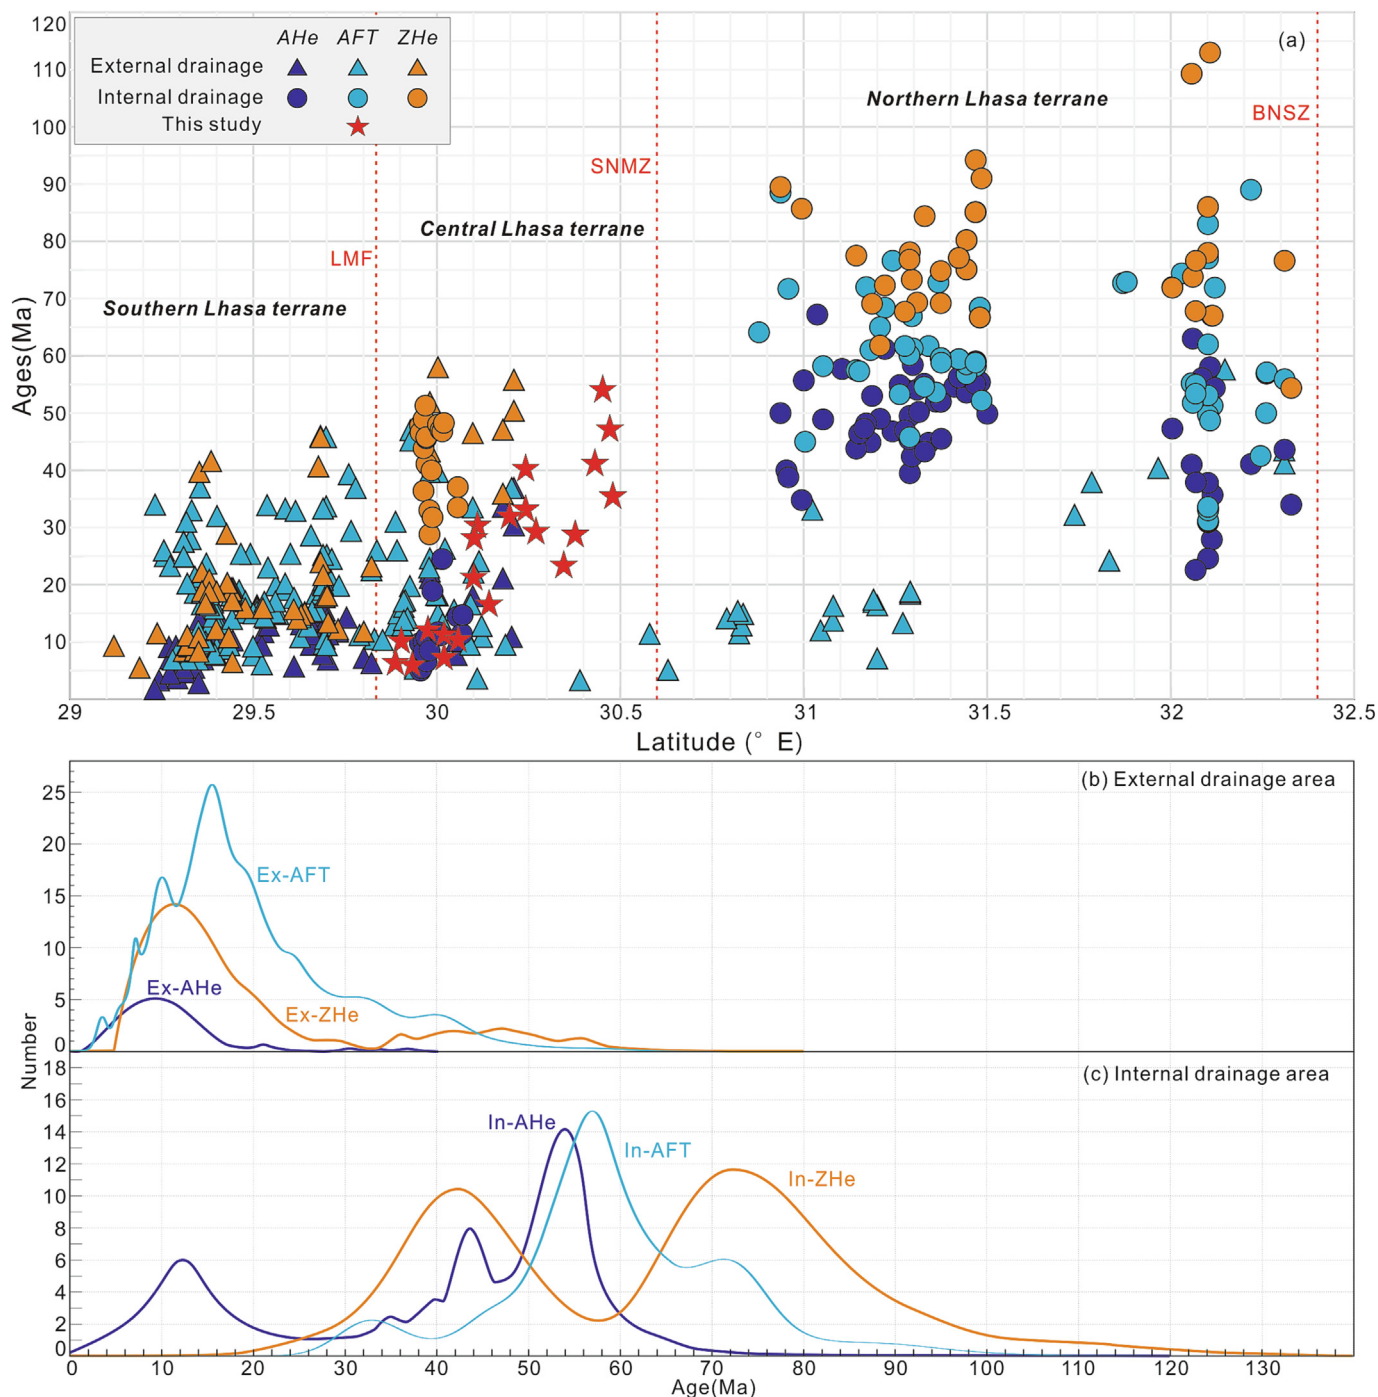 120
110
100
90
80
70
60
50
40
30
20
10
Ages(Ma)
AHe AFT ZHe
External drainage
Internal drainage
This study
(a)
Northern Lhasa terrane
BNSZ
SNMZ
Central Lhasa terrane
LMF
Southern Lhasa terrane
29 29.5 30 30.5 31 31.5 32 32.5
Latitude (° E)
(b) External drainage area
25
20
15
10
5
0
Ex-AFT
Ex-AHe
Ex-ZHe
Number
(c) Internal drainage area
18
16
14
12
10
8
6
4
2
0
In-AHe
In-AFT
In-ZHe
0 10 20 30 40 50 60 70 80 90 100 110 120 130
Age(Ma)